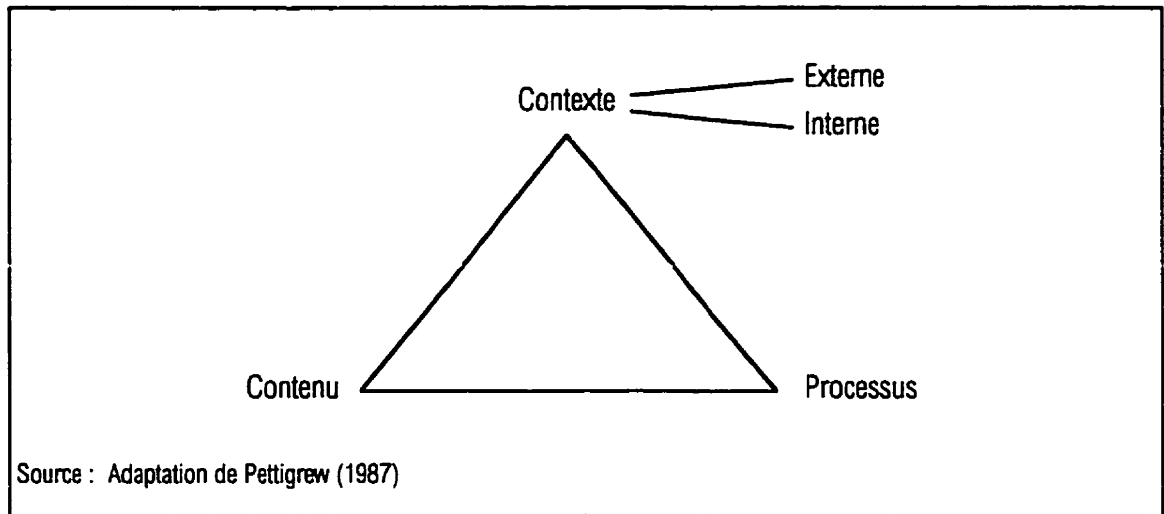 Externe
Contexte
Interne
Contenu
Processus
Source : Adaptation de Pettigrew (1987)